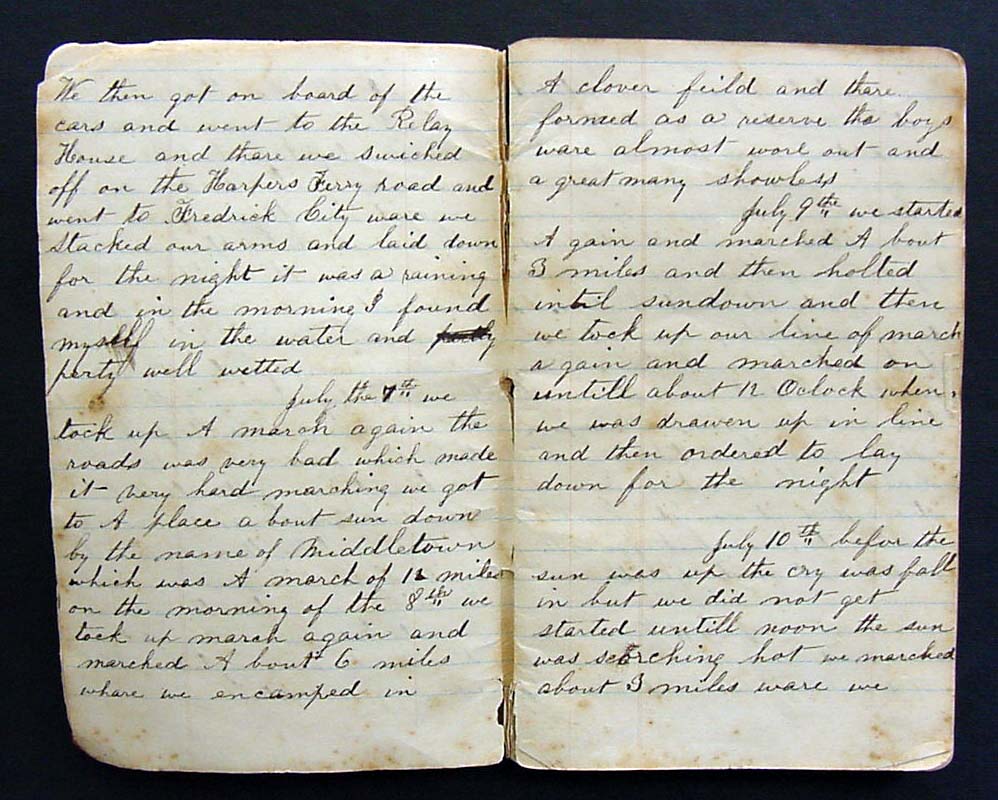 We then got on board of the
cars and went to the Relay
House and thare we swiched
off on the Harpers Ferry road and
went to Fredrick City ware we
stacked our arms and laid down
for the night it was a raining
and in the morning I found
myself in the water and
perty well wetted
July the 7th we
tock up A march again the
roads was very bad which made
it very hard marching we got
to A place a bout sun down
by the name of Middletown
which was A march of 12 miles
on the morning of the 8th we
tock up march again and
marched A bout 6 miles
whare we encamped in
A clover feild and thare
formed as a reserve the boys
ware almost wore out and
a great many showless
July 9th we started
A gain and marched A bout
3 miles and then holted
intil sundown and then
we tock up our line of march
a gain and marched on
untill about 12 Oclock when
we was drawen up in line
and then ordered to lay
down for the night
July 10th befor the
sun was up the cry was fall
in but we did not get
started untill noon the sun
was scorching hot we marched
about 3 miles ware we